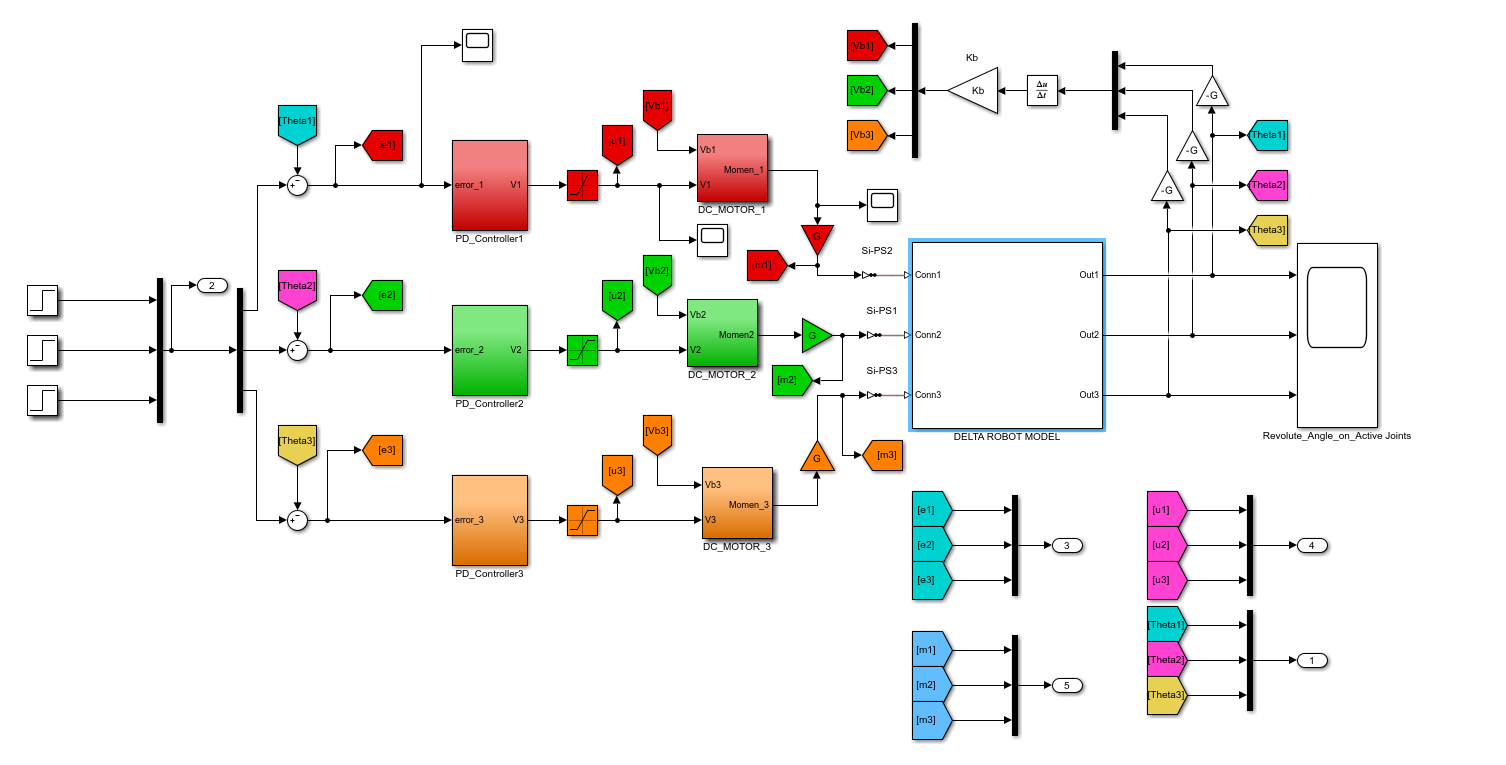 [Theta1]
[e1]
+
−
error_1
V1
PD_Controller1
[u1]
[Vb1]
Vb1
V1
Momen_1
DC_MOTOR_1
G
[m1]
[Vb1]
[Vb2]
[Vb3]
Kb
Kb
Δu
Δt
-G
-G
-G
[Theta1]
[Theta2]
[Theta3]
2
[Theta2]
[e2]
+
−
error_2
V2
PD_Controller2
[u2]
[Vb2]
Vb2
V2
Momen2
DC_MOTOR_2
G
[m2]
Si-PS2
Si-PS1
Si-PS3
Conn1
Conn2
Conn3
Out1
Out2
Out3
DELTA ROBOT MODEL
Revolute_Angle_on_Active Joints
[Theta3]
[e3]
+
−
error_3
V3
PD_Controller3
[u3]
[Vb3]
Vb3
V3
Momen_3
DC_MOTOR_3
G
[m3]
[e1]
[e2]
[e3]
3
[u1]
[u2]
[u3]
4
[m1]
[m2]
[m3]
5
[Theta1]
[Theta2]
[Theta3]
1